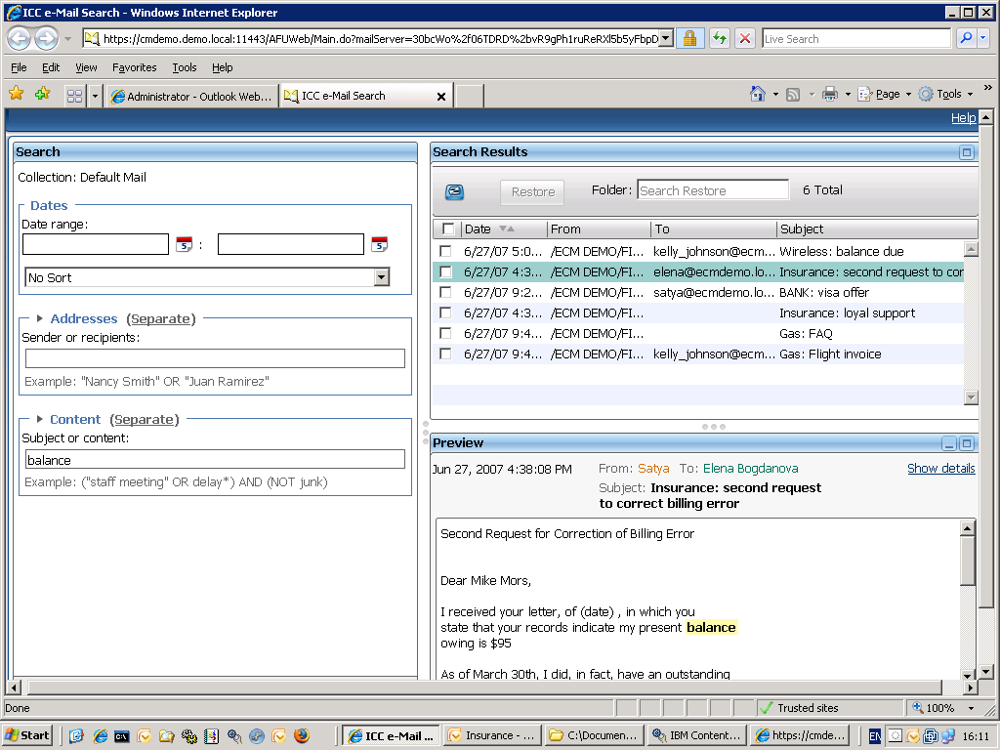 ICC e-Mail Search - Windows Internet Explorer
https://cmdemo.demo.local:11443/AFUWeb/Main.do?mailServer=30bcWo%2f06TDRD%2bvR9gPh1ruReRXl5b5yFbpD
Live Search
File Edit View Favorites Tools Help
Administrator - Outlook Web...
ICC e-Mail Search
Page
Tools
Help
Search
Collection: Default Mail
Dates
Date range:
5 : 5
No Sort
Addresses (Separate)
Sender or recipients:
Example: "Nancy Smith" OR "Juan Ramirez"
Content (Separate)
Subject or content:
balance
Example: ("staff meeting" OR delay*) AND (NOT junk)
Search Results
Restore Folder: Search Restore 6 Total
Date From To Subject
6/27/07 5:0... /ECM DEMO/FI... kelly_johnson@ecm... Wireless: balance due
6/27/07 4:3... /ECM DEMO/FI... elena@ecmdemo.lo... Insurance: second request to cor
6/27/07 9:2... /ECM DEMO/FI... satya@ecmdemo.lo... BANK: visa offer
6/27/07 4:3... /ECM DEMO/FI... Insurance: loyal support
6/27/07 9:4... /ECM DEMO/FI... Gas: FAQ
6/27/07 9:4... /ECM DEMO/FI... kelly_johnson@ecm... Gas: Flight invoice
Preview
Jun 27, 2007 4:38:08 PM From: Satya To: Elena Bogdanova Show details
Subject: Insurance: second request
to correct billing error
Second Request for Correction of Billing Error
Dear Mike Mors,
I received your letter, of (date) , in which you
state that your records indicate my present balance
owing is $95
As of March 30th, I did, in fact, have an outstanding
Done
Trusted sites
100%
Start
ICC e-Mail ...
Insurance - ...
C:\Documen...
IBM Content...
https://cmde...
EN
16:11